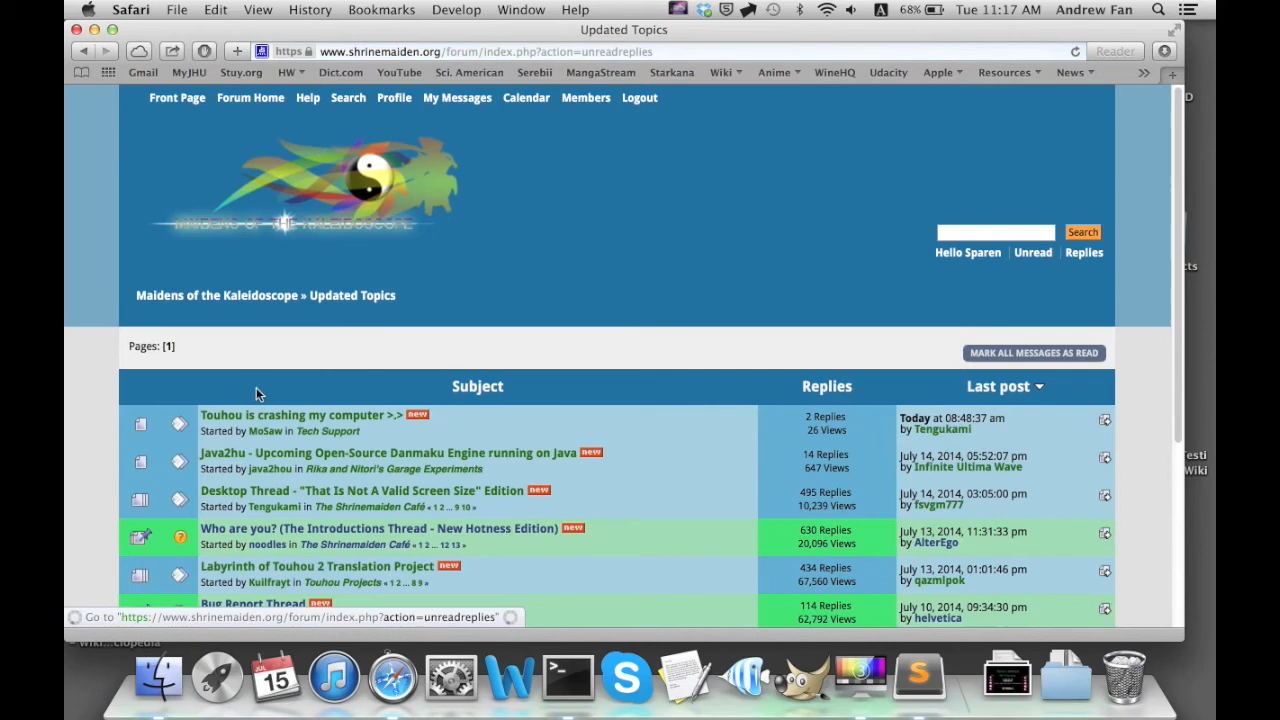 Safari File Edit View History Bookmarks Develop Window Help 68% Tue 11:17 AM Andrew Fan
Updated Topics
https www.shrinemaiden.org/forum/index.php?action=unreadreplies Reader
Gmail MyJHU Stuy.org HW Dict.com YouTube Sci. American Serebii MangaStream Starkana Wiki Anime WineHQ Udacity Apple Resources News
Front Page Forum Home Help Search Profile My Messages Calendar Members Logout
MAIDENS OF THE KALEIDOSCOPE
Search
Hello Sparen Unread Replies
Maidens of the Kaleidoscope » Updated Topics
Pages: [1]
MARK ALL MESSAGES AS READ
Subject Replies Last post
Touhou is crashing my computer >.> new
Started by MoSaw in Tech Support
2 Replies
26 Views
Today at 08:48:37 am
by Tengukami
Java2hu - Upcoming Open-Source Danmaku Engine running on Java new
Started by java2hou in Rika and Nitori's Garage Experiments
14 Replies
647 Views
July 14, 2014, 05:52:07 pm
by Infinite Ultima Wave
Desktop Thread - "That Is Not A Valid Screen Size" Edition new
Started by Tengukami in The Shrinemaiden Café « 1 2 ... 9 10 »
495 Replies
10,239 Views
July 14, 2014, 03:05:00 pm
by fsvgm777
Who are you? (The Introductions Thread - New Hotness Edition) new
Started by noodles in The Shrinemaiden Café « 1 2 ... 12 13 »
630 Replies
20,096 Views
July 13, 2014, 11:31:33 pm
by AlterEgo
Labyrinth of Touhou 2 Translation Project new
Started by Kuilfrayt in Touhou Projects « 1 2 ... 8 9 »
434 Replies
67,560 Views
July 13, 2014, 01:01:46 pm
by qazmlpok
Bug Report Thread new
114 Replies
62,792 Views
July 10, 2014, 09:34:30 pm
by helvetica
Go to "https://www.shrinemaiden.org/forum/index.php?action=unreadreplies"
JUL
15